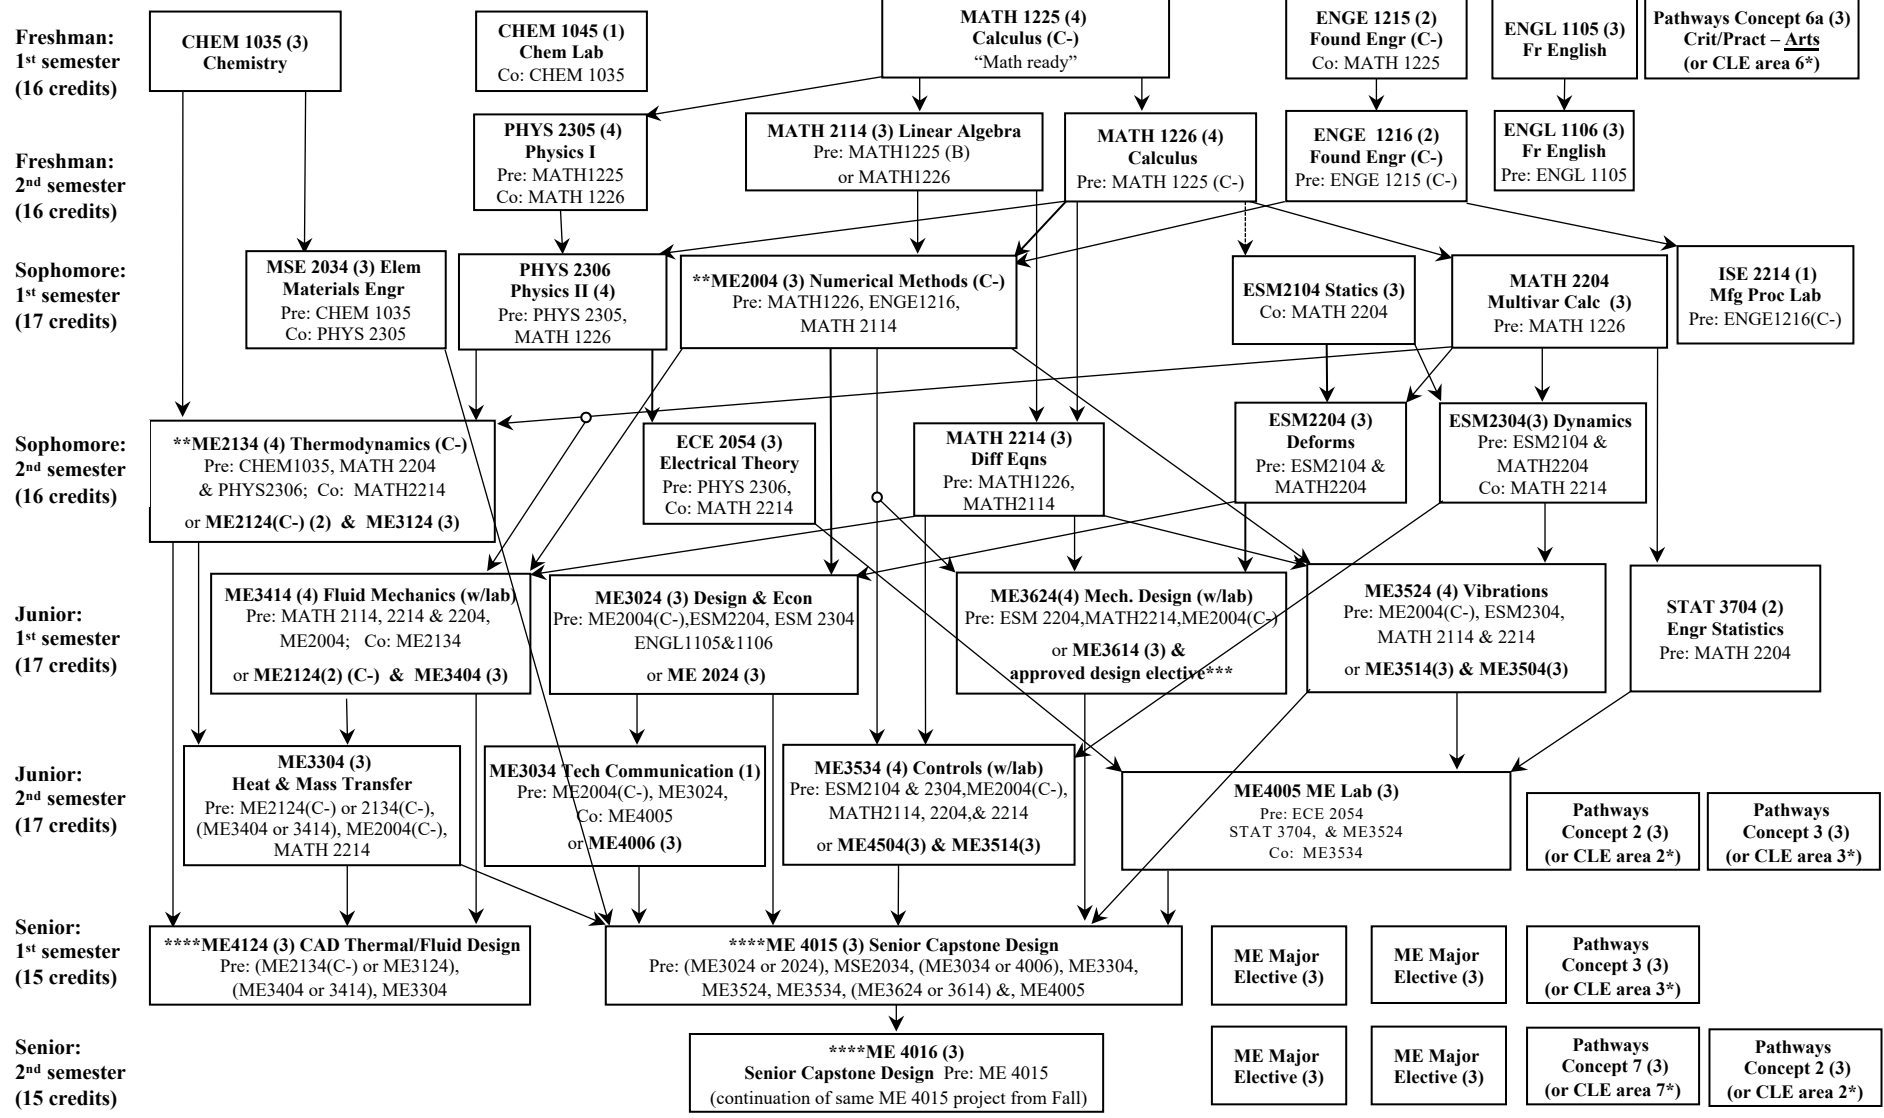 Freshman:
1st semester
(16 credits)
CHEM 1035 (3)
Chemistry
CHEM 1045 (1)
Chem Lab
Co: CHEM 1035
MATH 1225 (4)
Calculus (C-)
“Math ready”
ENGE 1215 (2)
Found Engr (C-)
Co: MATH 1225
ENGL 1105 (3)
Fr English
Pathways Concept 6a (3)
Crit/Pract – Arts
(or CLE area 6*)
Freshman:
2nd semester
(16 credits)
PHYS 2305 (4)
Physics I
Pre: MATH1225
Co: MATH 1226
MATH 2114 (3) Linear Algebra
Pre: MATH1225 (B)
or MATH1226
MATH 1226 (4)
Calculus
Pre: MATH 1225 (C-)
ENGE 1216 (2)
Found Engr (C-)
Pre: ENGE 1215 (C-)
ENGL 1106 (3)
Fr English
Pre: ENGL 1105
Sophomore:
1st semester
(17 credits)
MSE 2034 (3) Elem
Materials Engr
Pre: CHEM 1035
Co: PHYS 2305
PHYS 2306
Physics II (4)
Pre: PHYS 2305,
MATH 1226
**ME2004 (3) Numerical Methods (C-)
Pre: MATH1226, ENGE1216,
MATH 2114
ESM2104 Statics (3)
Co: MATH 2204
MATH 2204
Multivar Calc (3)
Pre: MATH 1226
ISE 2214 (1)
Mfg Proc Lab
Pre: ENGE1216(C-)
Sophomore:
2nd semester
(16 credits)
**ME2134 (4) Thermodynamics (C-)
Pre: CHEM1035, MATH 2204
& PHYS2306; Co: MATH2214
or ME2124(C-) (2) & ME3124 (3)
ECE 2054 (3)
Electrical Theory
Pre: PHYS 2306,
Co: MATH 2214
MATH 2214 (3)
Diff Eqns
Pre: MATH1226,
MATH2114
ESM2204 (3)
Deforms
Pre: ESM2104 &
MATH2204
ESM2304(3) Dynamics
Pre: ESM2104 &
MATH2204
Co: MATH 2214
Junior:
1st semester
(17 credits)
ME3414 (4) Fluid Mechanics (w/lab)
Pre: MATH 2114, 2214 & 2204,
ME2004; Co: ME2134
or ME2124(2) (C-) & ME3404 (3)
ME3024 (3) Design & Econ
Pre: ME2004(C-),ESM2204, ESM 2304
ENGL1105&1106
or ME 2024 (3)
ME3624(4) Mech. Design (w/lab)
Pre: ESM 2204,MATH2214,ME2004(C-)
or ME3614 (3) &
approved design elective***
ME3524 (4) Vibrations
Pre: ME2004(C-), ESM2304,
MATH 2114 & 2214
or ME3514(3) & ME3504(3)
STAT 3704 (2)
Engr Statistics
Pre: MATH 2204
Junior:
2nd semester
(17 credits)
ME3304 (3)
Heat & Mass Transfer
Pre: ME2124(C-) or 2134(C-),
(ME3404 or 3414), ME2004(C-),
MATH 2214
ME3034 Tech Communication (1)
Pre: ME2004(C-), ME3024,
Co: ME4005
or ME4006 (3)
ME3534 (4) Controls (w/lab)
Pre: ESM2104 & 2304,ME2004(C-),
MATH2114, 2204,& 2214
or ME4504(3) & ME3514(3)
ME4005 ME Lab (3)
Pre: ECE 2054
STAT 3704, & ME3524
Co: ME3534
Pathways
Concept 2 (3)
(or CLE area 2*)
Pathways
Concept 3 (3)
(or CLE area 3*)
Senior:
1st semester
(15 credits)
****ME4124 (3) CAD Thermal/Fluid Design
Pre: (ME2134(C-) or ME3124),
(ME3404 or 3414), ME3304
****ME 4015 (3) Senior Capstone Design
Pre: (ME3024 or 2024), MSE2034, (ME3034 or 4006), ME3304,
ME3524, ME3534, (ME3624 or 3614) &, ME4005
ME Major
Elective (3)
ME Major
Elective (3)
Pathways
Concept 3 (3)
(or CLE area 3*)
Senior:
2nd semester
(15 credits)
****ME 4016 (3)
Senior Capstone Design Pre: ME 4015
(continuation of same ME 4015 project from Fall)
ME Major
Elective (3)
ME Major
Elective (3)
Pathways
Concept 7 (3)
(or CLE area 7*)
Pathways
Concept 2 (3)
(or CLE area 2*)